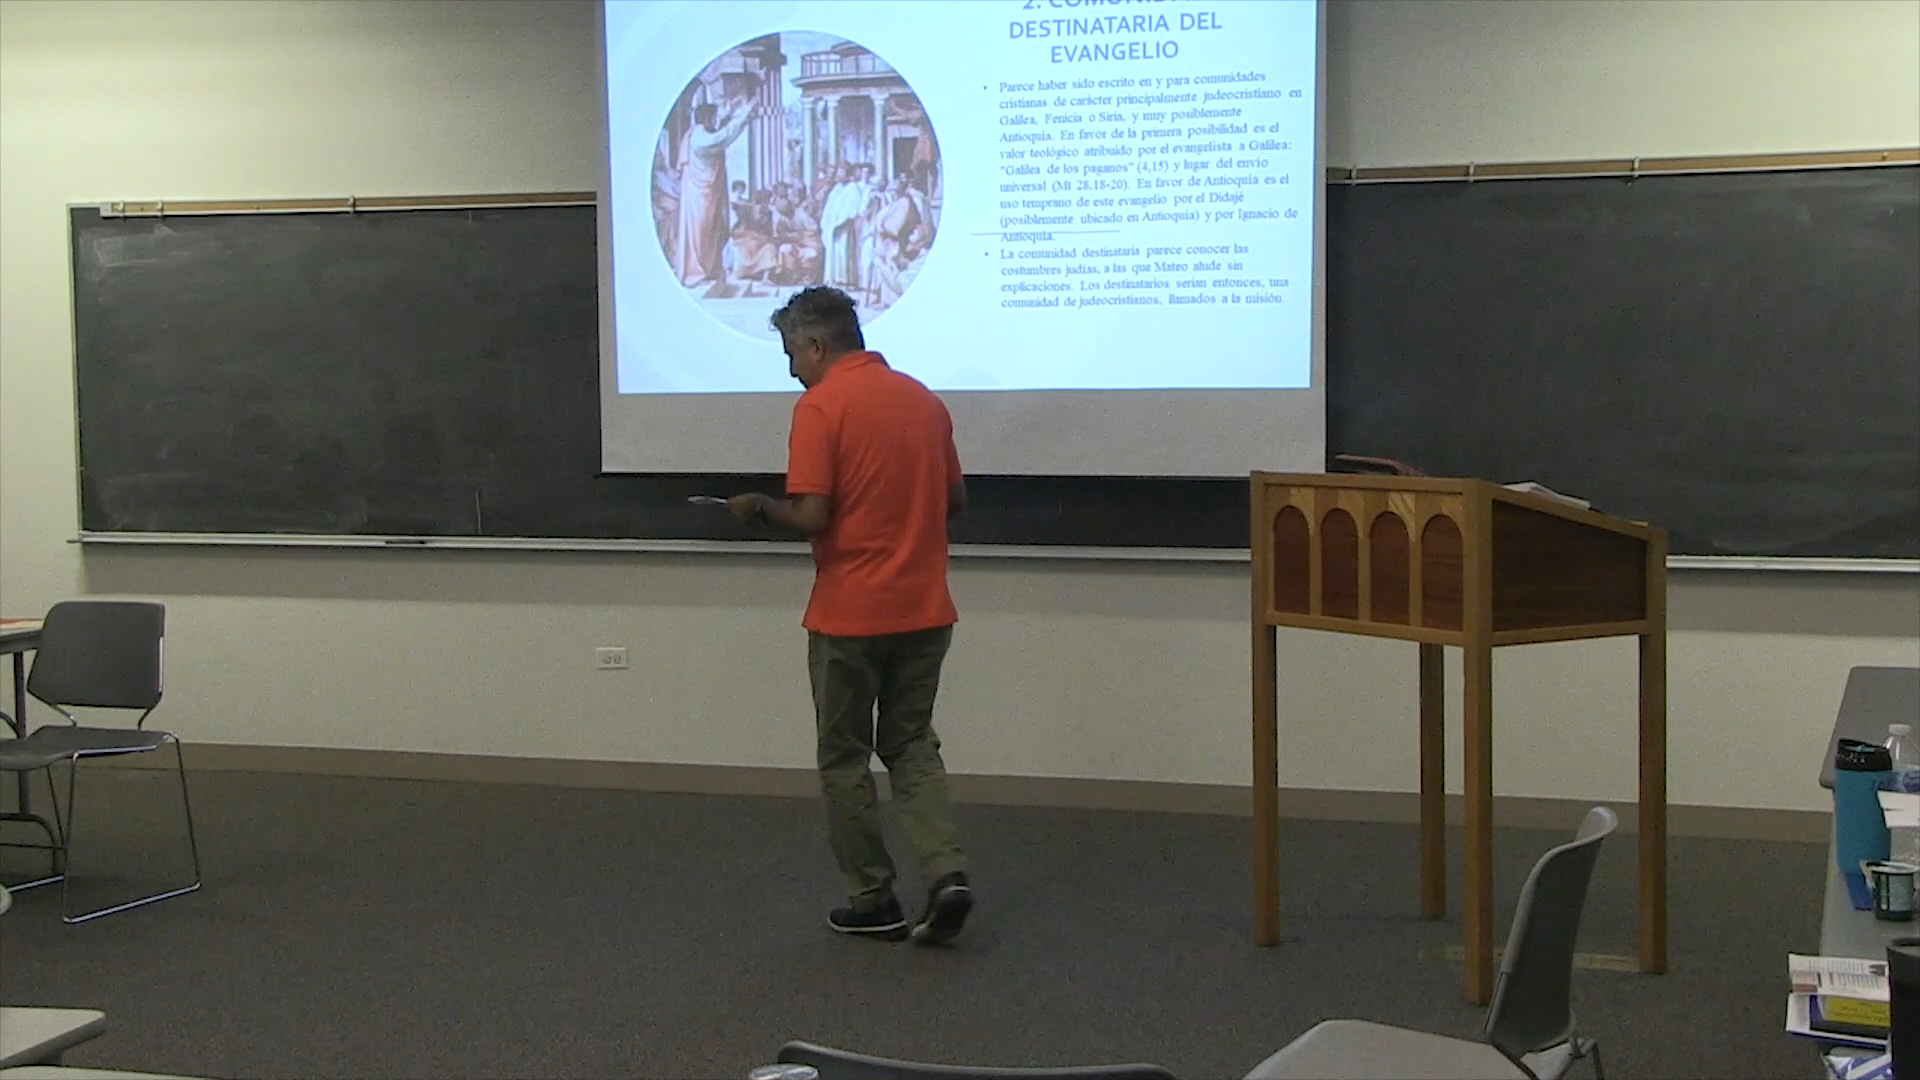 2. COMUNIDAD
DESTINATARIA DEL
EVANGELIO
• Parece haber sido escrito en y para comunidades
cristianas de carácter principalmente judeocristiano en
Galilea, Fenicia o Siria, y muy posiblemente
Antioquia. En favor de la primera posibilidad es el
valor teológico atribuido por el evangelista a Galilea:
"Galilea de los paganos" (4,15) y lugar del envío
universal (Mt 28,18-20). En favor de Antioquia es el
uso temprano de este evangelio por el Didajé
(posiblemente ubicado en Antioquia) y por Ignacio de
Antioquia.
• La comunidad destinataria parece conocer las
costumbres judías, a las que Mateo alude sin
explicaciones. Los destinatarios serían entonces, una
comunidad de judeocristianos, llamados a la misión